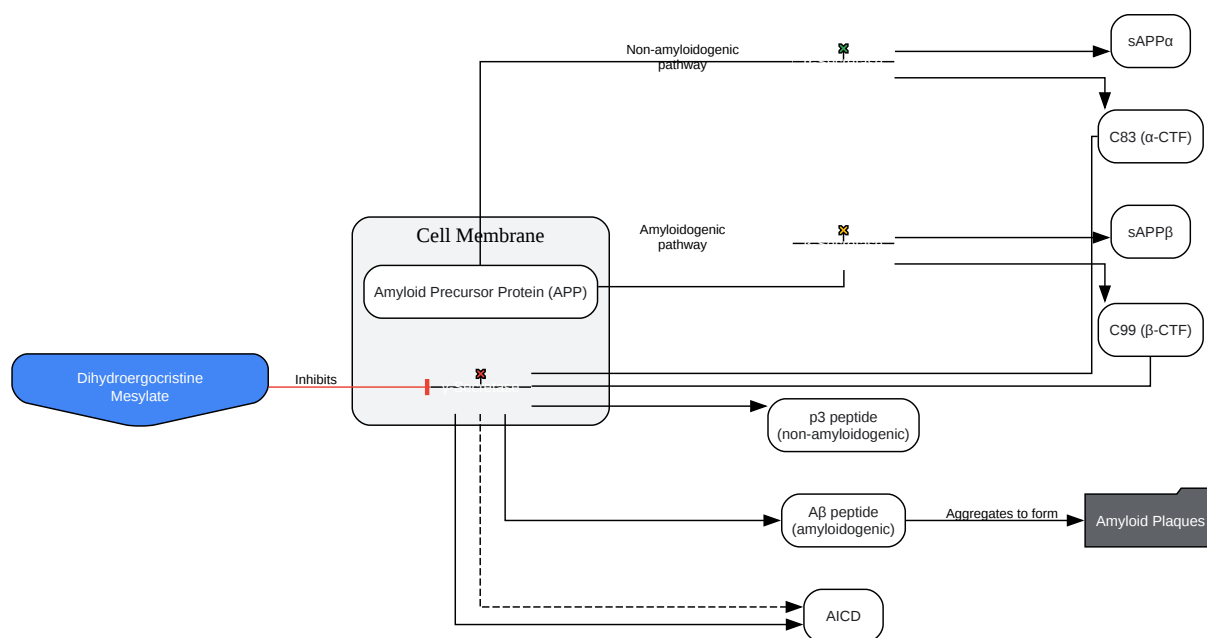 Non-amyloidogenic
pathway
sAPPα
C83 (α-CTF)
Amyloidogenic
pathway
sAPPβ
C99 (β-CTF)
Cell Membrane
Amyloid Precursor Protein (APP)
Dihydroergocristine
Mesylate
Inhibits
p3 peptide
(non-amyloidogenic)
Aβ peptide
(amyloidogenic)
Aggregates to form
Amyloid Plaques
AICD